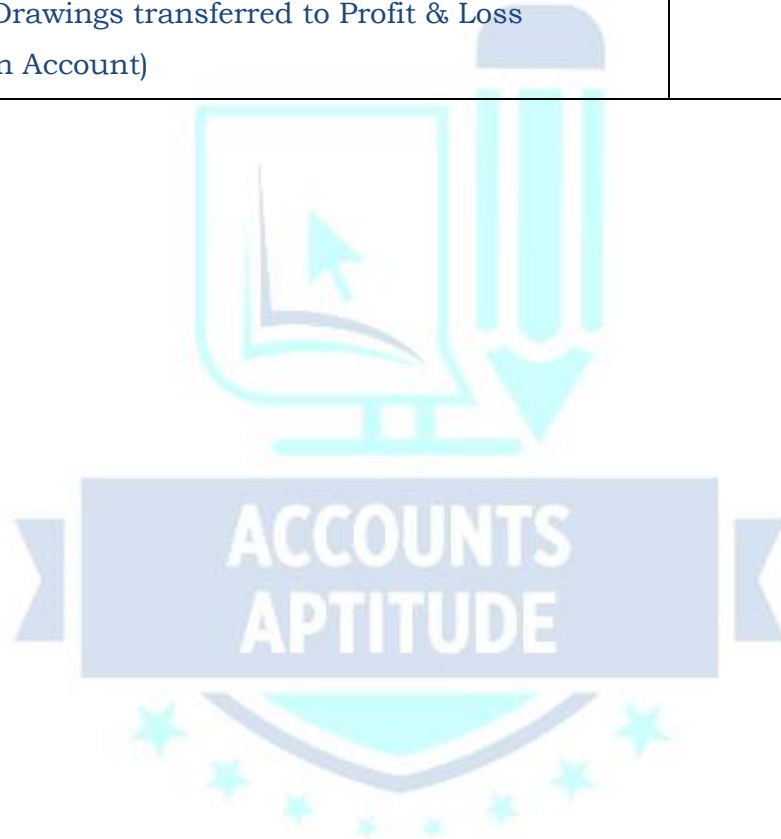 Drawings transferred to Profit & Loss
n Account)
ACCOUNTS
APTITUDE